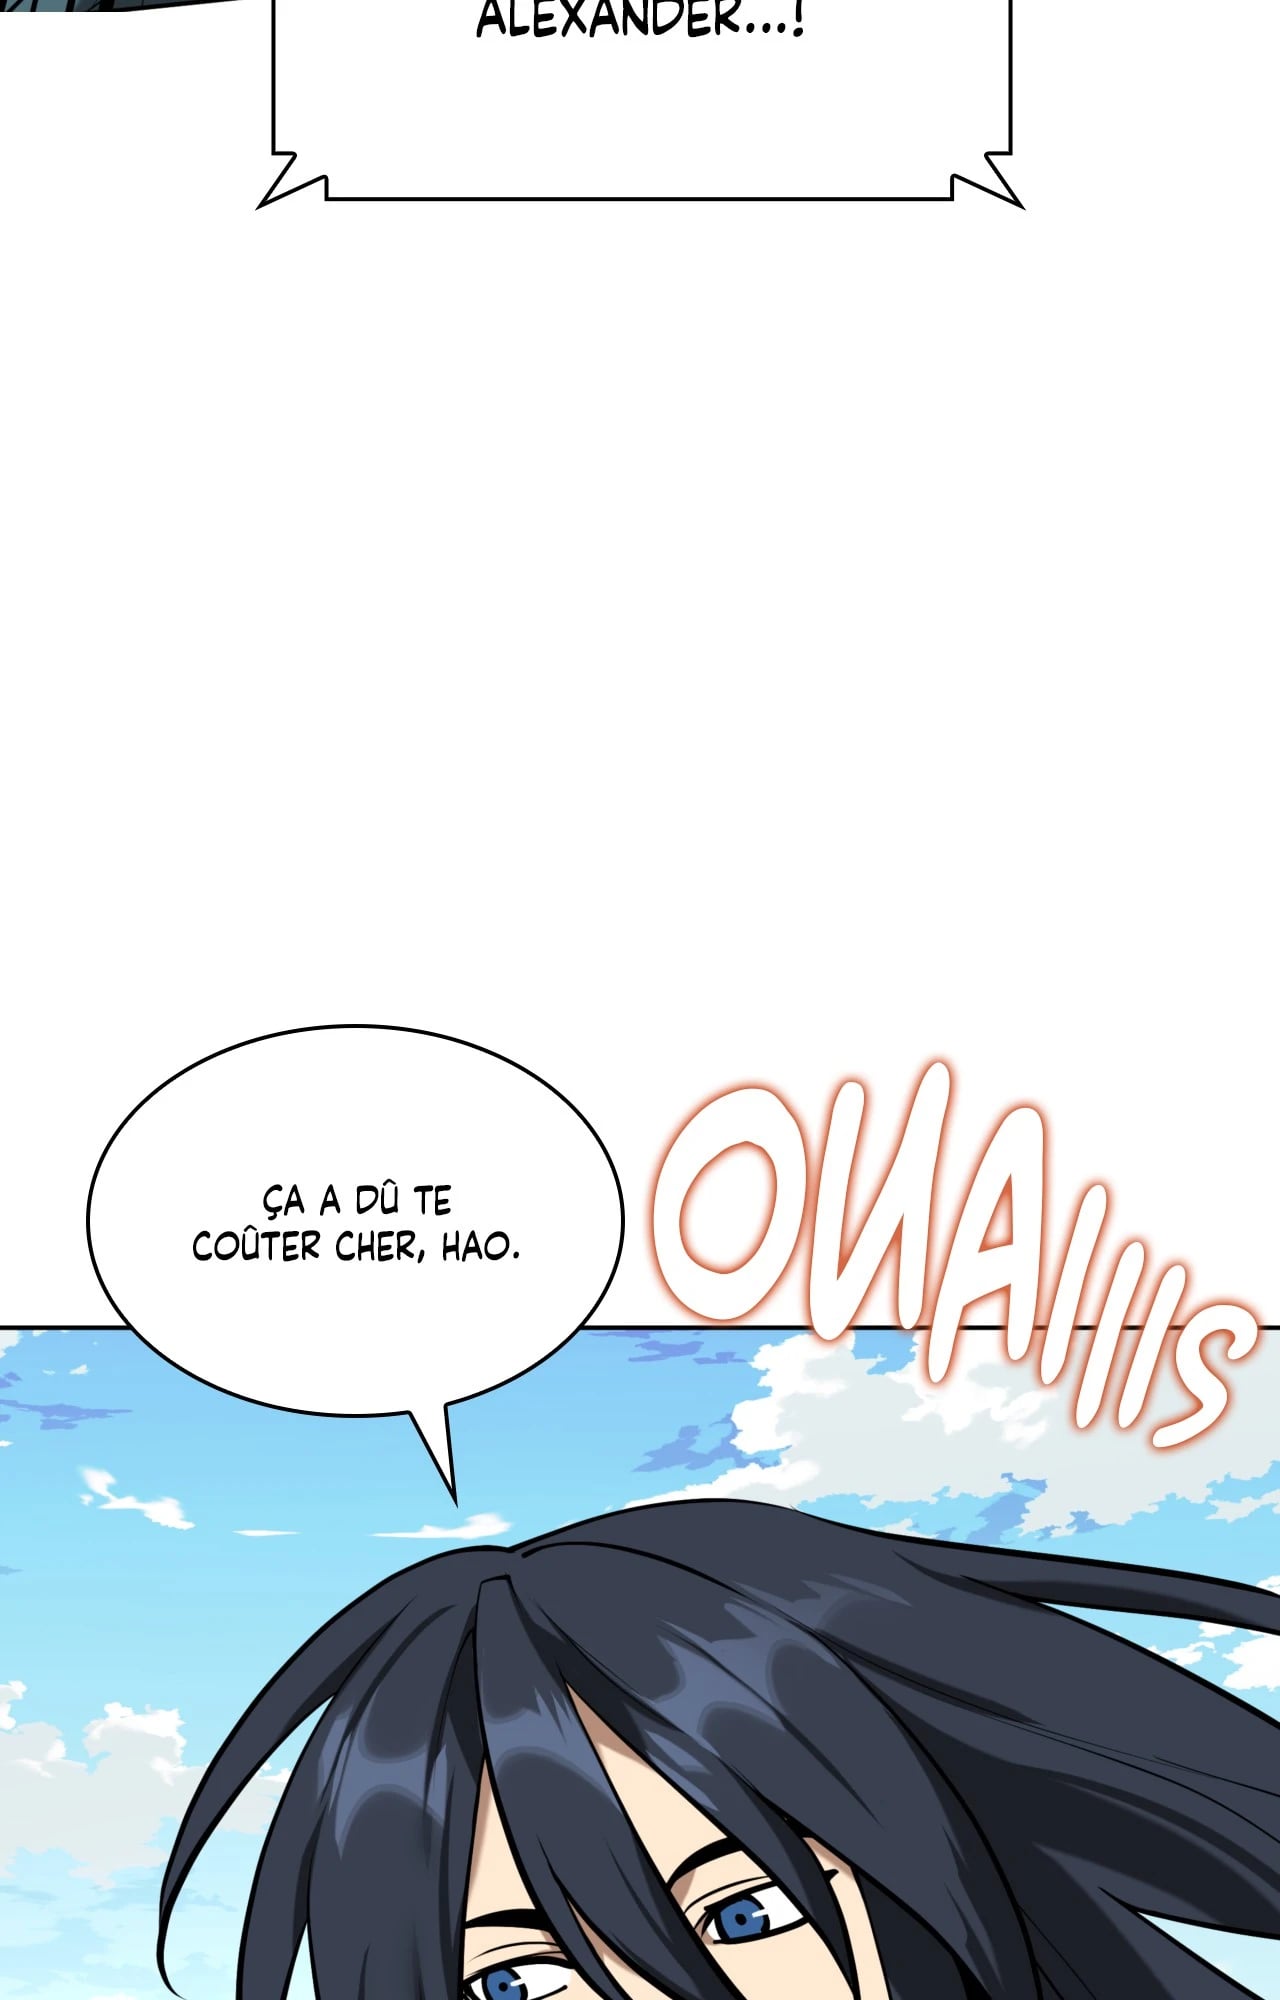 ALEXANDER...!
ÇA A DÛ TE
COÛTER CHER, HAO.
OUAIIIS